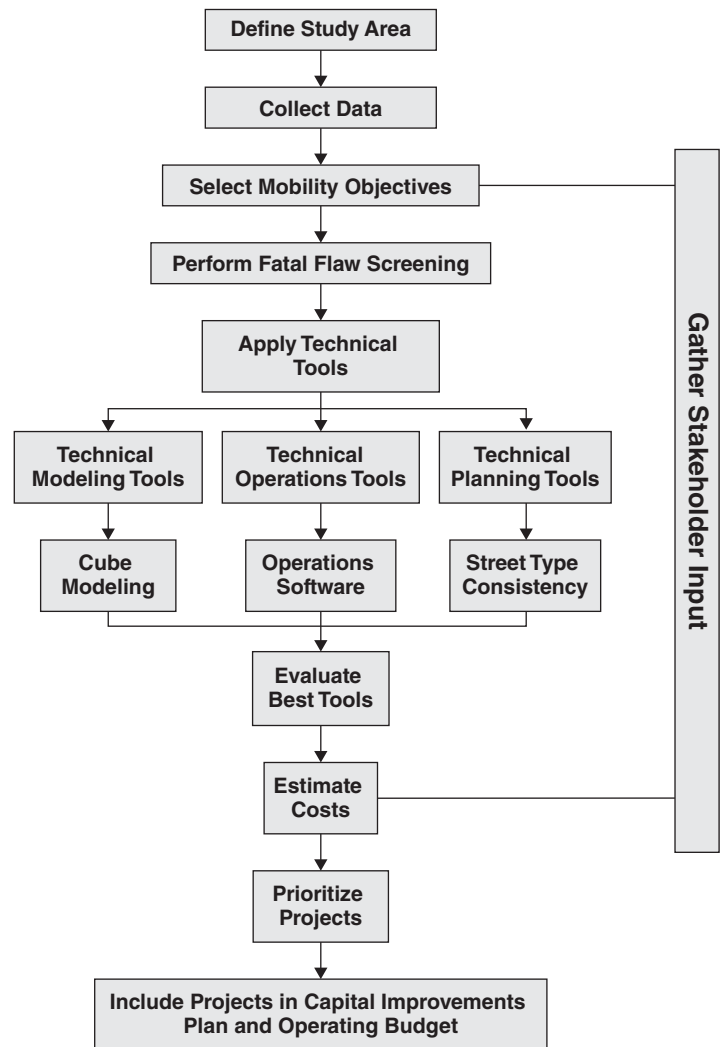 Define Study Area
Collect Data
Select Mobility Objectives
Perform Fatal Flaw Screening
Apply Technical
Tools
Technical
Modeling Tools
Technical
Operations Tools
Technical
Planning Tools
Cube
Modeling
Operations
Software
Street Type
Consistency
Evaluate
Best Tools
Estimate
Costs
Prioritize
Projects
Include Projects in Capital Improvements
Plan and Operating Budget
Gather Stakeholder Input